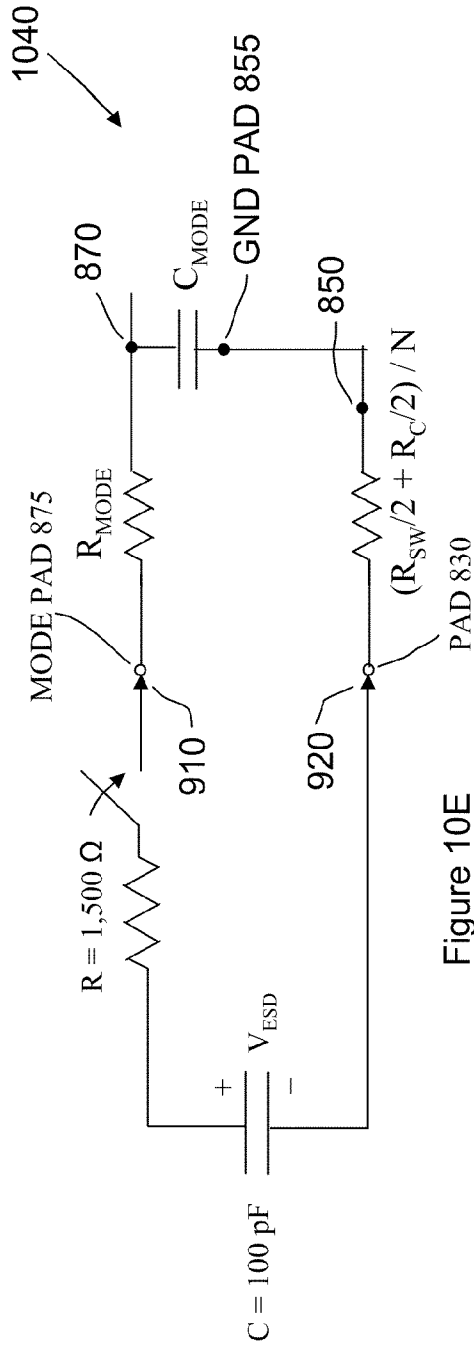 1040
870
GND PAD 855
C_MODE
850
MODE PAD 875
R_MODE
(R_SW/2 + R_C/2) / N
PAD 830
910
920
R = 1,500 Ω
V_ESD
+
−
C = 100 pF
Figure 10E